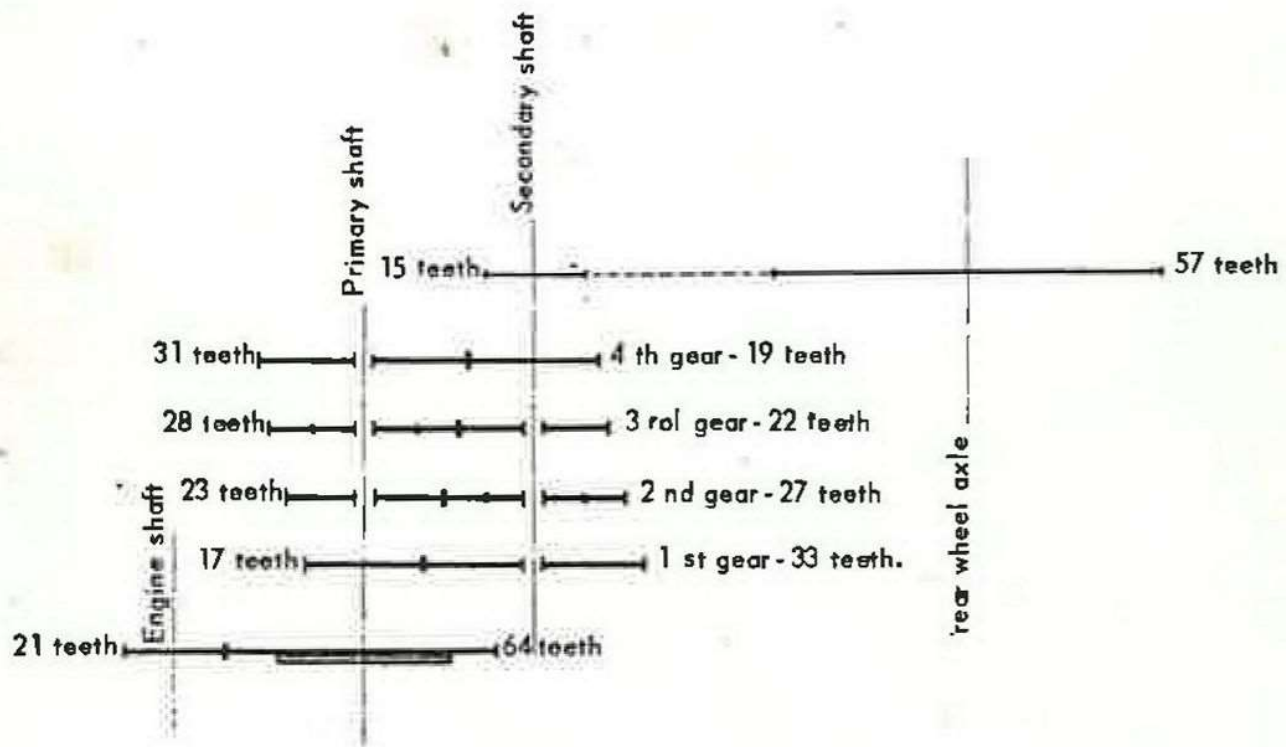 Secondary shaft
Primary shaft
15 teeth
57 teeth
31 teeth
4 th gear - 19 teeth
28 teeth
3 rol gear - 22 teeth
23 teeth
2 nd gear - 27 teeth
rear wheel axle
Engine shaft
17 teeth
1 st gear - 33 teeth.
21 teeth
64 teeth